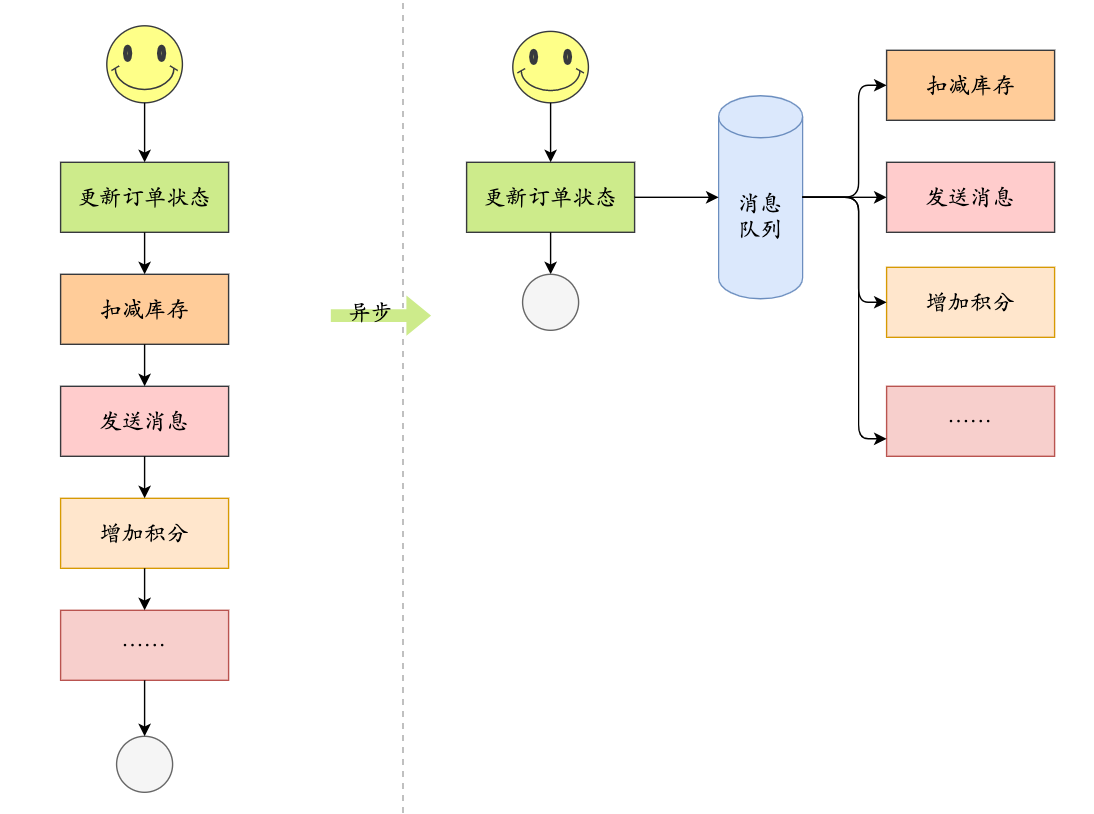 更新订单状态
扣减库存
发送消息
增加积分
......
异步
更新订单状态
消息
队列
扣减库存
发送消息
增加积分
......